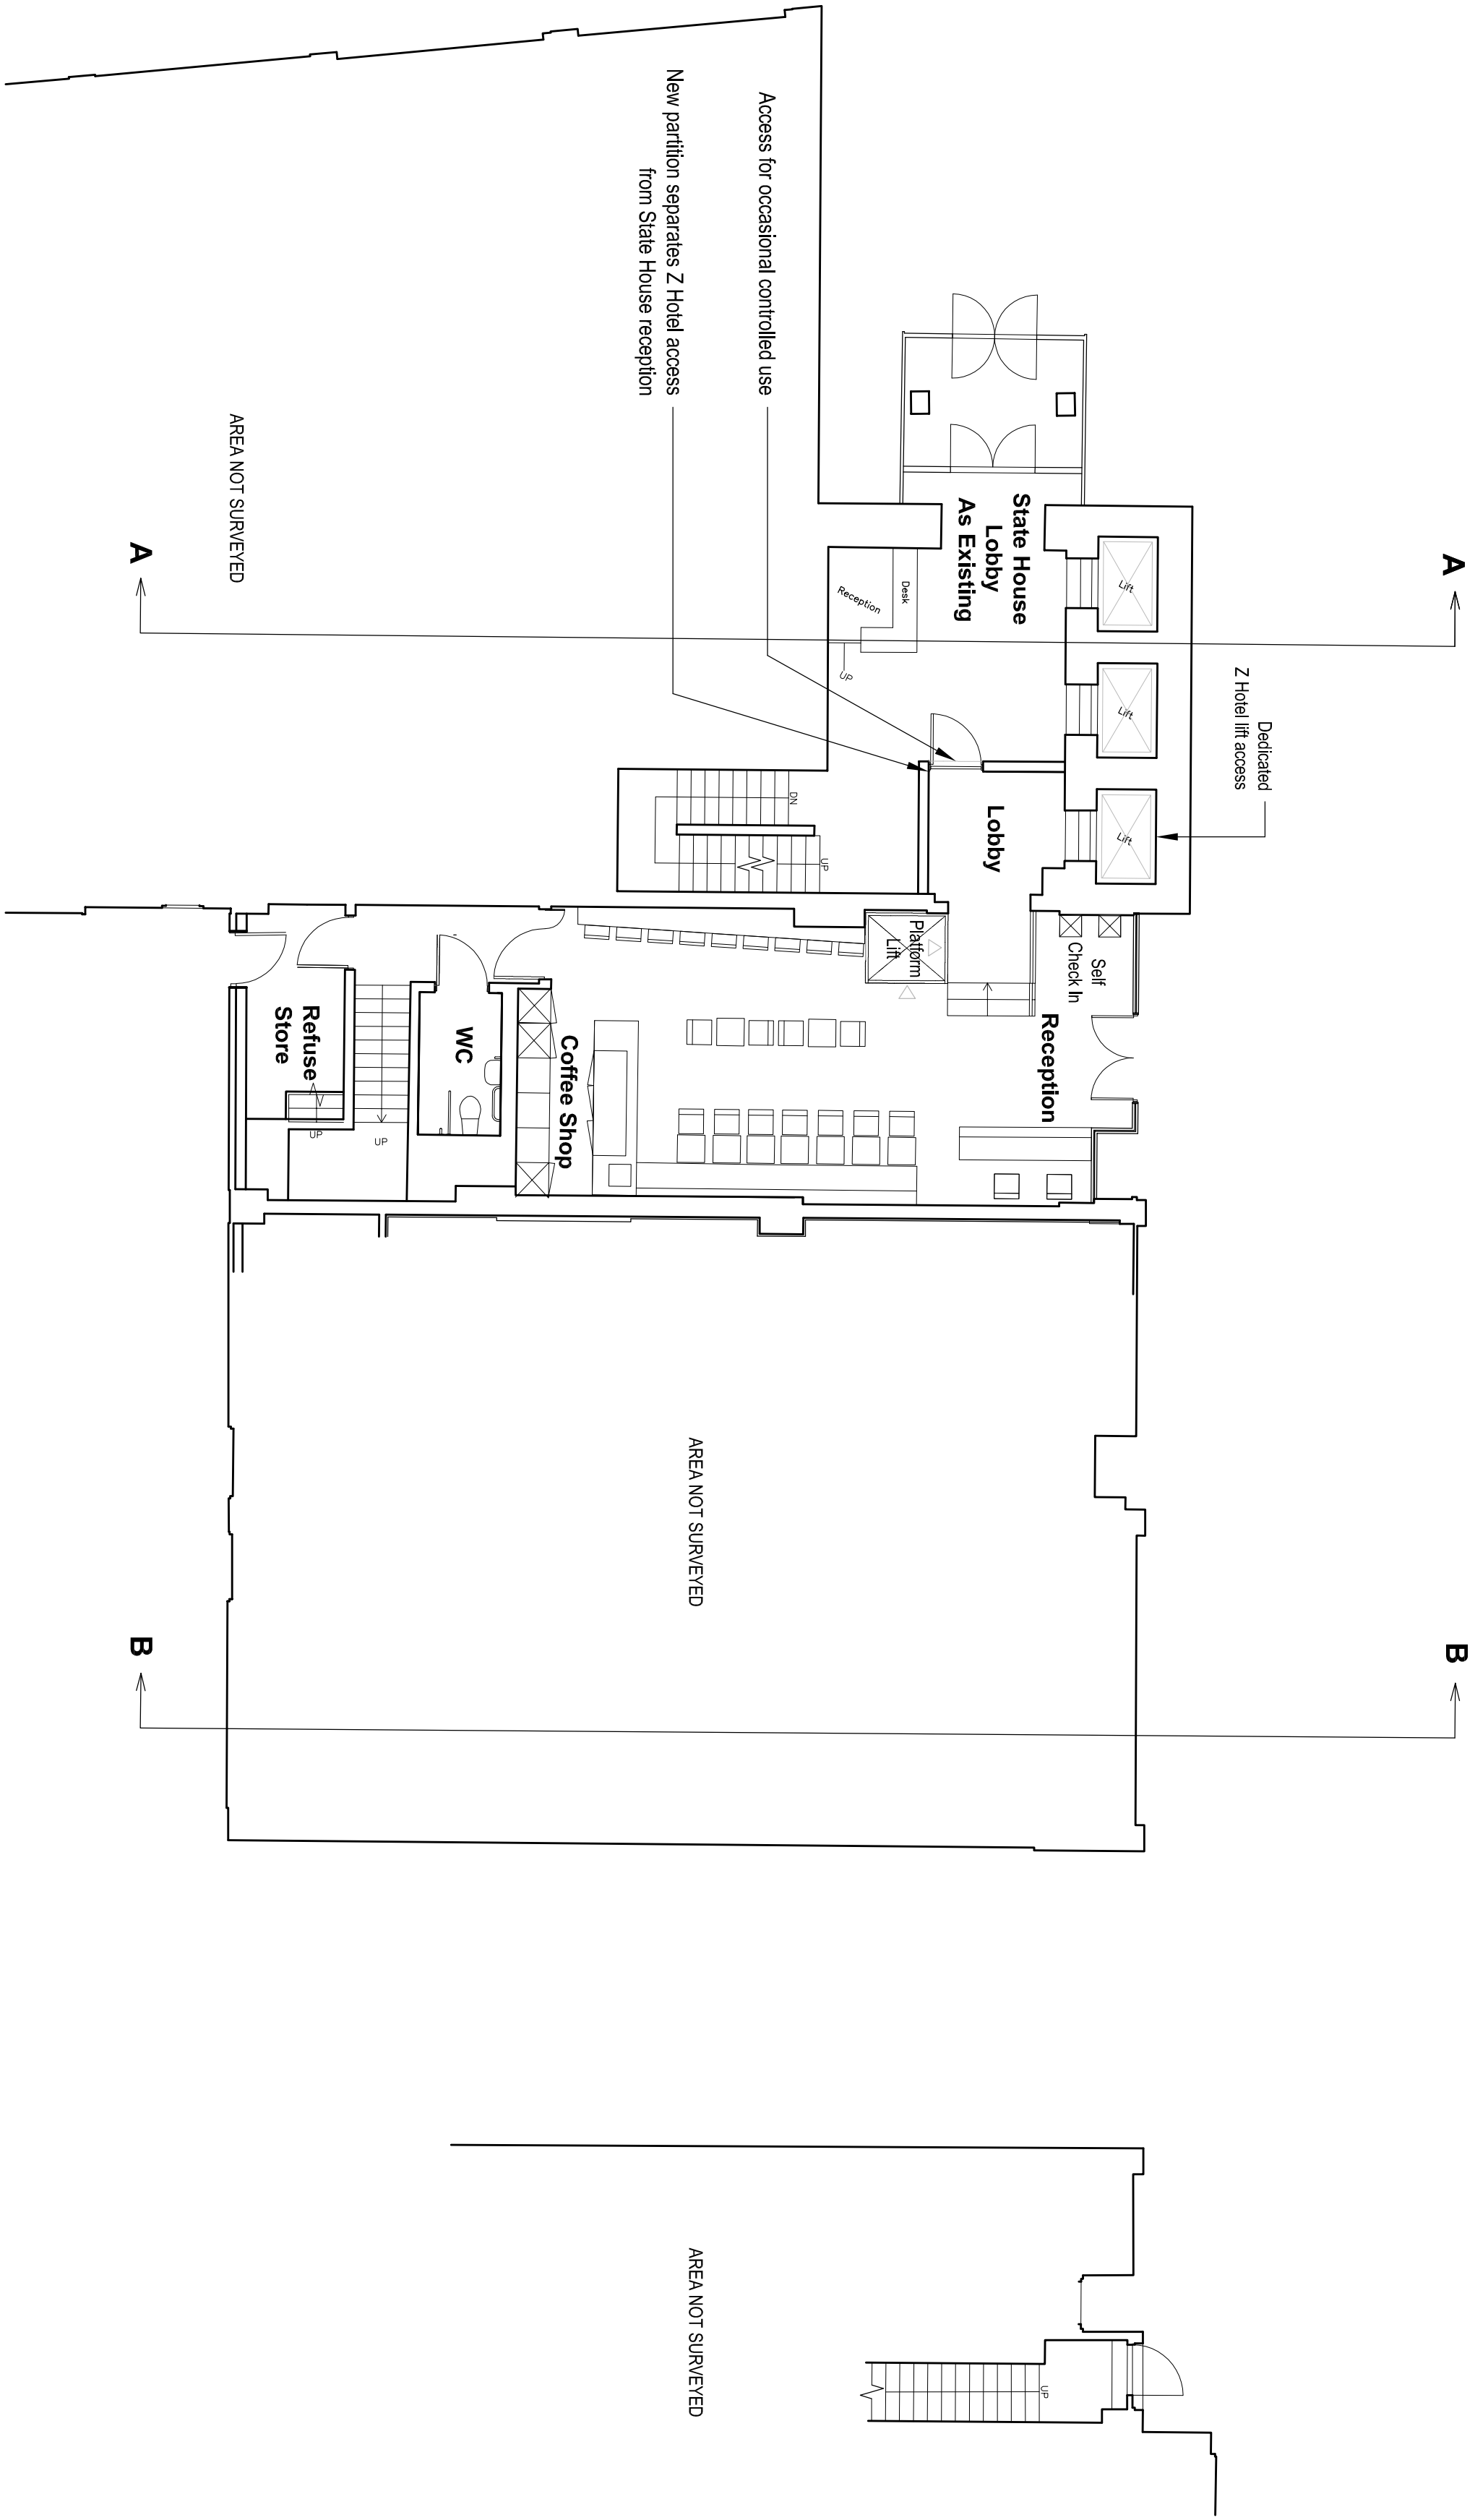 A
A
Dedicated
Z Hotel lift access
Lift
Lift
Lift
State House
Lobby
As Existing
Desk
Reception
UP
Lobby
Access for occasional controlled use
New partition separates Z Hotel access
from State House reception
DN
UP
AREA NOT SURVEYED
Self
Check In
Platform
Lift
Reception
Coffee Shop
WC
Refuse
Store
UP
UP
AREA NOT SURVEYED
B
B
AREA NOT SURVEYED
UP